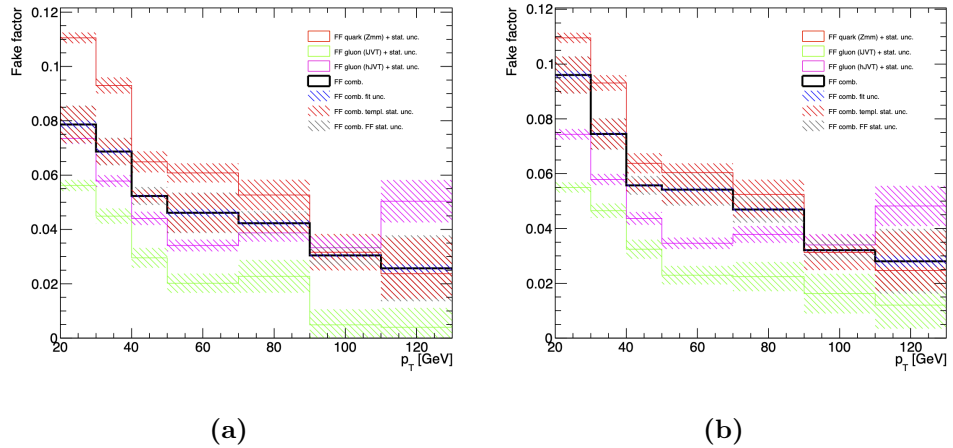 Fake factor
0.12
0.1
0.08
0.06
0.04
0.02
0
20 40 60 80 100 120
p_T [GeV]
FF quark (Zmm) + stat. unc.
FF gluon (lJVT) + stat. unc.
FF gluon (hJVT) + stat. unc.
FF comb.
FF comb. fit unc.
FF comb. templ. stat. unc.
FF comb. FF stat. unc.
(a)
Fake factor
0.12
0.1
0.08
0.06
0.04
0.02
0
20 40 60 80 100 120
p_T [GeV]
FF quark (Zmm) + stat. unc.
FF gluon (lJVT) + stat. unc.
FF gluon (hJVT) + stat. unc.
FF comb.
FF comb. fit unc.
FF comb. templ. stat. unc.
FF comb. FF stat. unc.
(b)